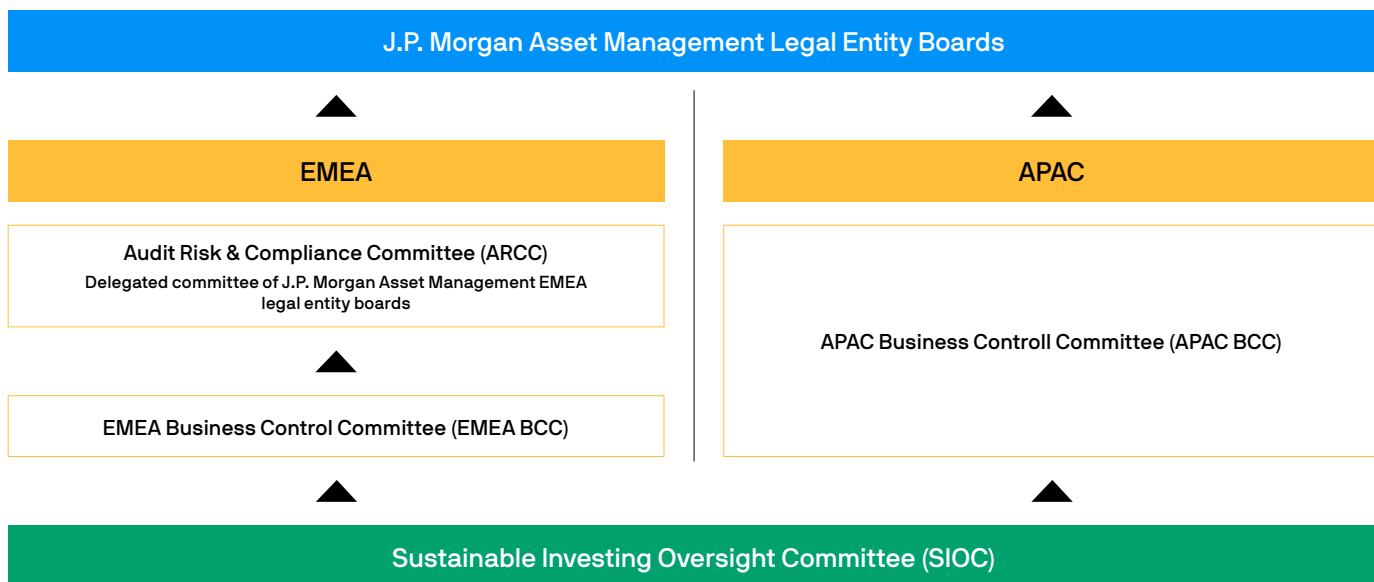 J.P. Morgan Asset Management Legal Entity Boards
EMEA
Audit Risk & Compliance Committee (ARCC)
Delegated committee of J.P. Morgan Asset Management EMEA
legal entity boards
EMEA Business Control Committee (EMEA BCC)
APAC
APAC Business Controll Committee (APAC BCC)
Sustainable Investing Oversight Committee (SIOC)